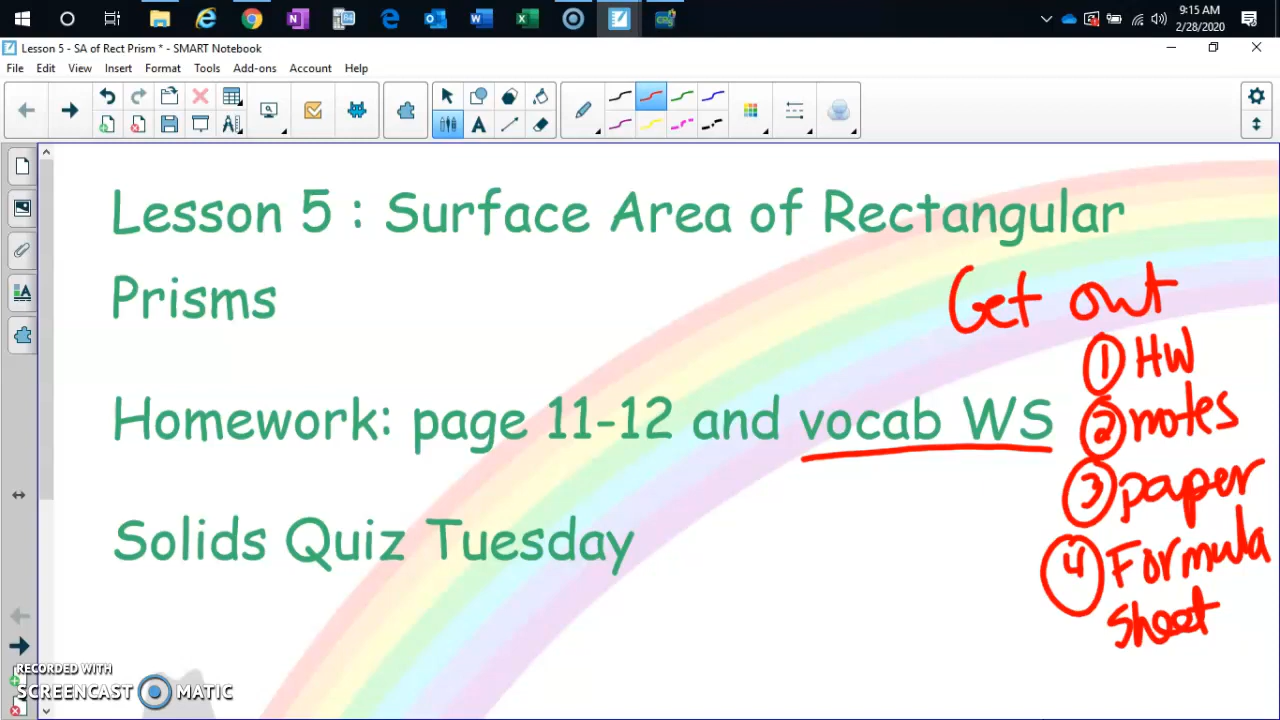 9:15 AM
2/28/2020
Lesson 5 - SA of Rect Prism * - SMART Notebook
File Edit View Insert Format Tools Add-ons Account Help
Lesson 5 : Surface Area of Rectangular
Prisms
Get out
① HW
Homework: page 11-12 and vocab WS
② notes
③ paper
Solids Quiz Tuesday
④ Formula
sheet
RECORDED WITH
SCREENCAST MATIC